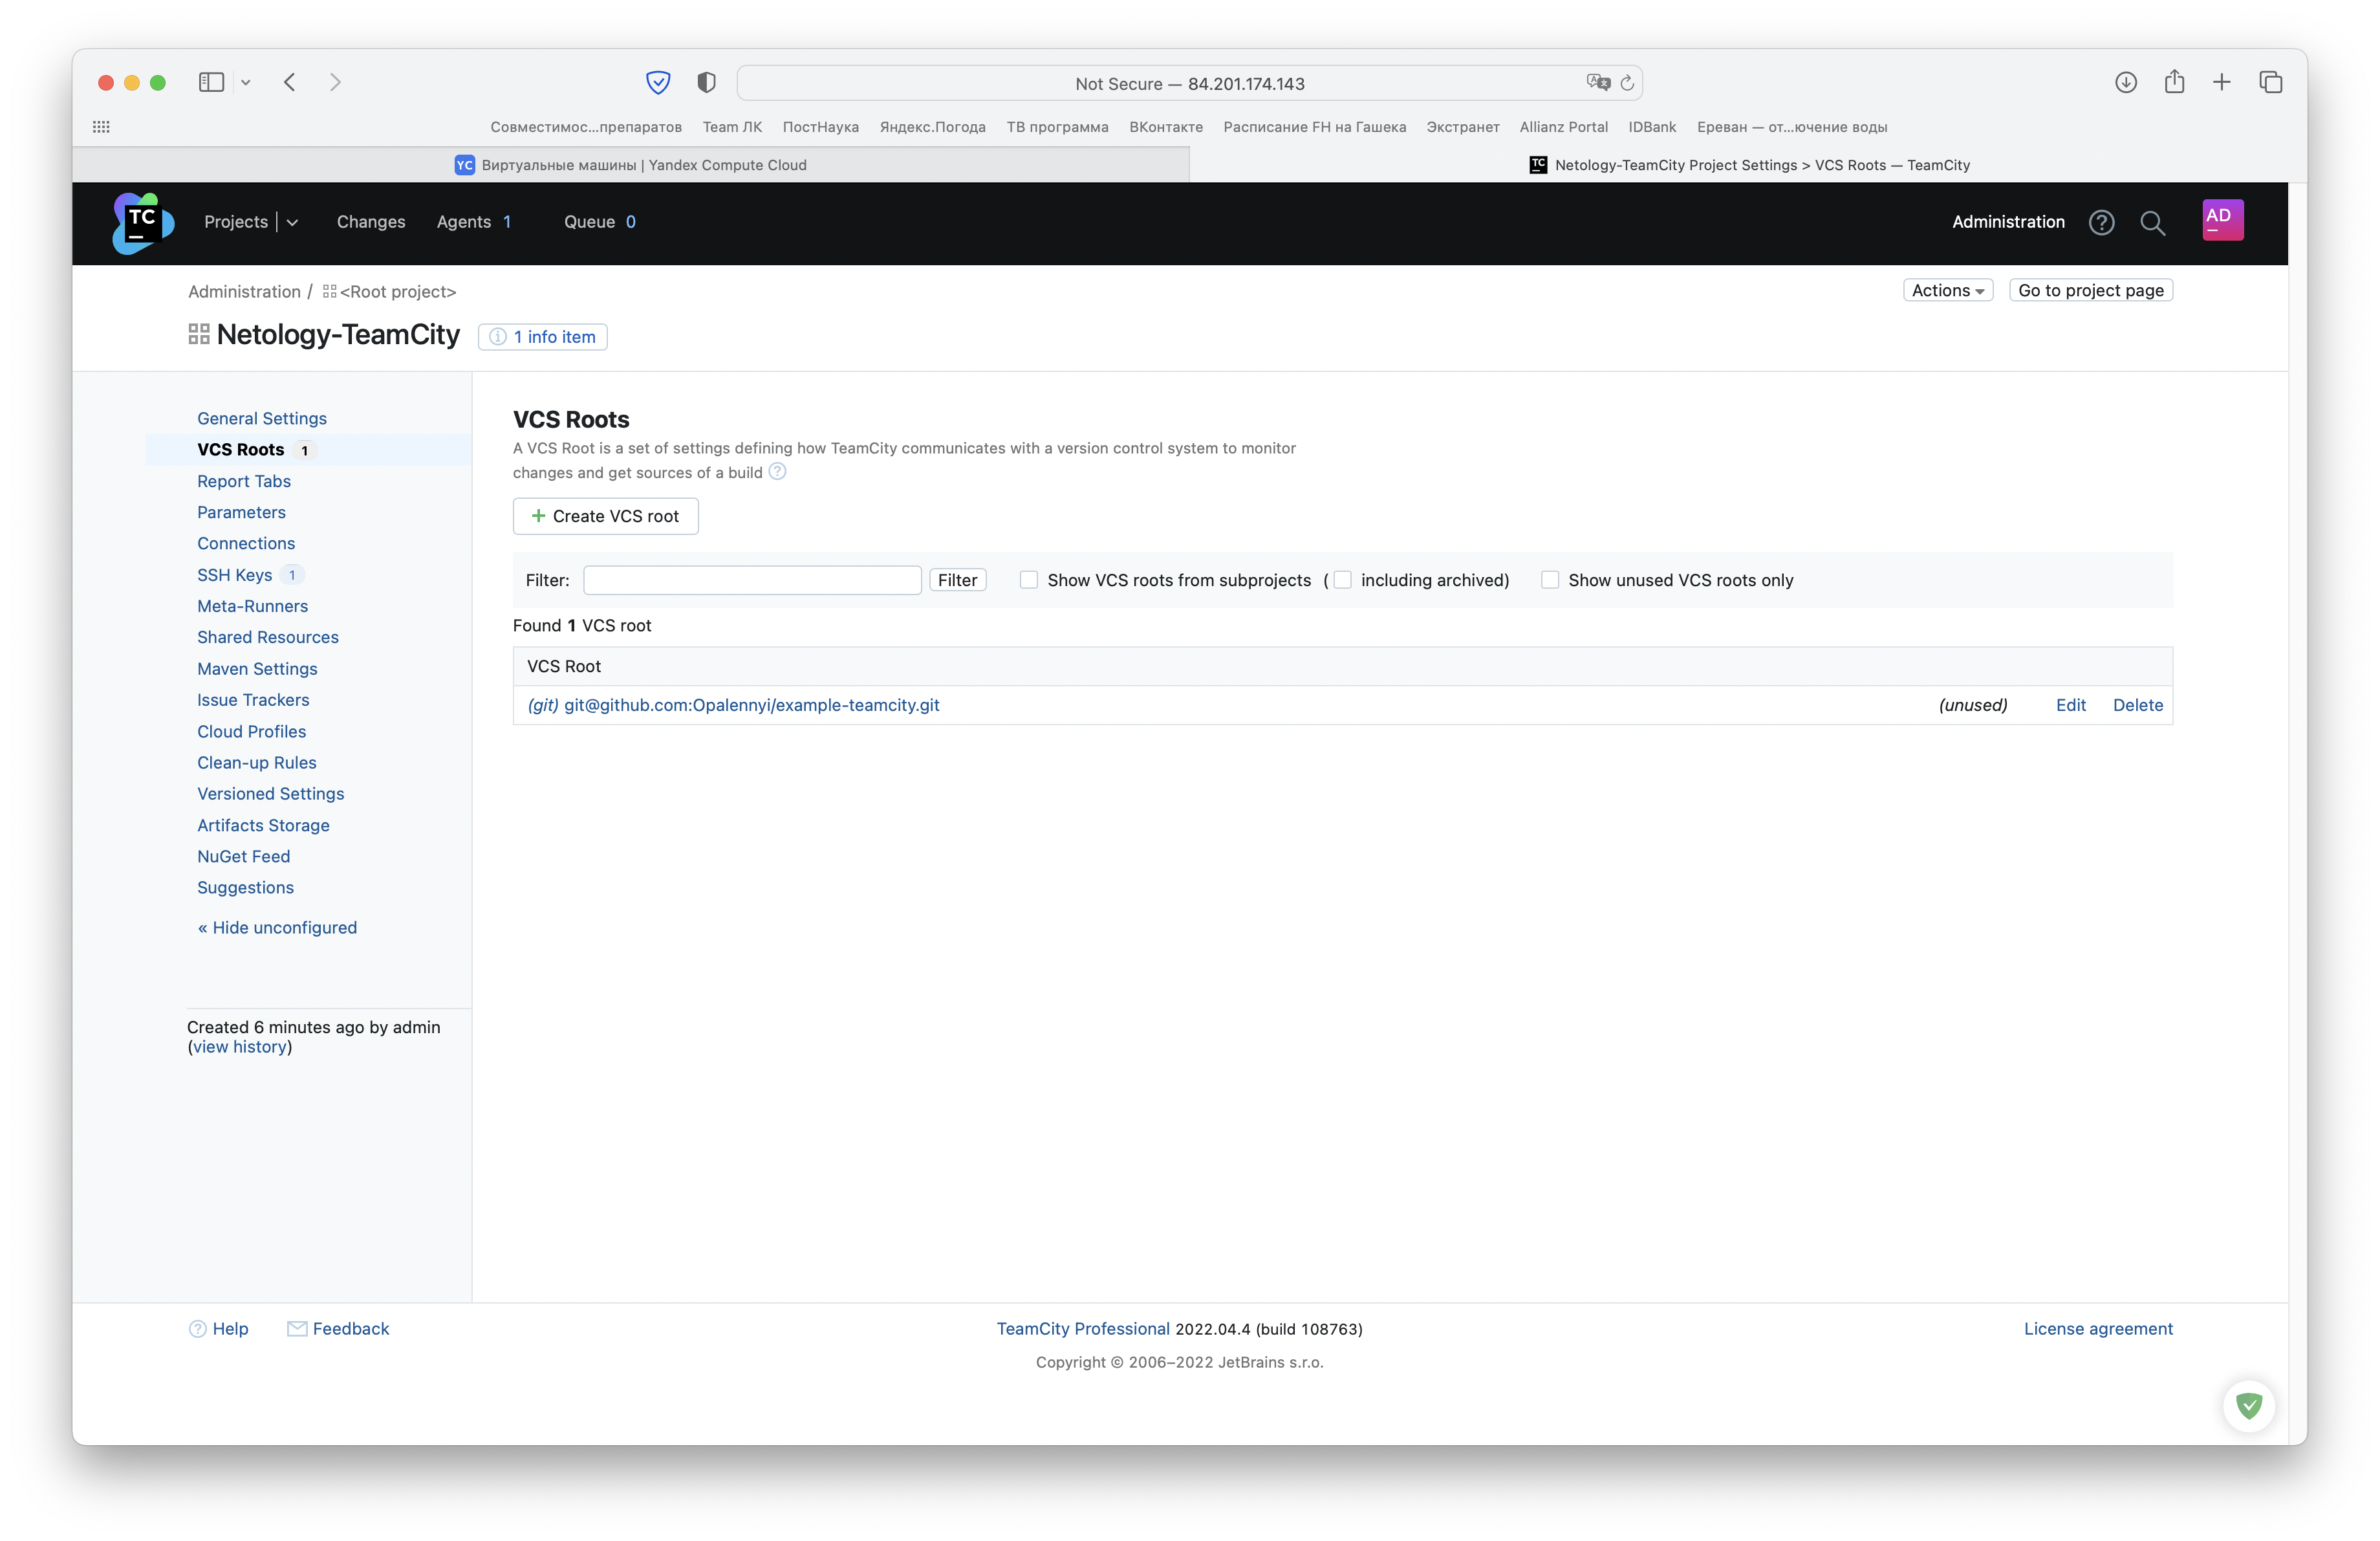 Not Secure — 84.201.174.143
Совместимос...препаратов Team ЛК ПостНаука Яндекс.Погода ТВ программа ВКонтакте Расписание FH на Гашека Экстранет Allianz Portal IDBank Ереван — от...ючение воды
YC Виртуальные машины | Yandex Compute Cloud
TC Netology-TeamCity Project Settings > VCS Roots — TeamCity
TC Projects Changes Agents 1 Queue 0 Administration AD
Administration / <Root project> Actions Go to project page
Netology-TeamCity 1 info item
General Settings
VCS Roots 1
Report Tabs
Parameters
Connections
SSH Keys 1
Meta-Runners
Shared Resources
Maven Settings
Issue Trackers
Cloud Profiles
Clean-up Rules
Versioned Settings
Artifacts Storage
NuGet Feed
Suggestions
« Hide unconfigured
Created 6 minutes ago by admin
(view history)
VCS Roots
A VCS Root is a set of settings defining how TeamCity communicates with a version control system to monitor
changes and get sources of a build ?
+ Create VCS root
Filter: Filter Show VCS roots from subprojects ( including archived) Show unused VCS roots only
Found 1 VCS root
VCS Root
(git) git@github.com:Opalennyi/example-teamcity.git (unused) Edit Delete
Help Feedback TeamCity Professional 2022.04.4 (build 108763) License agreement
Copyright © 2006–2022 JetBrains s.r.o.